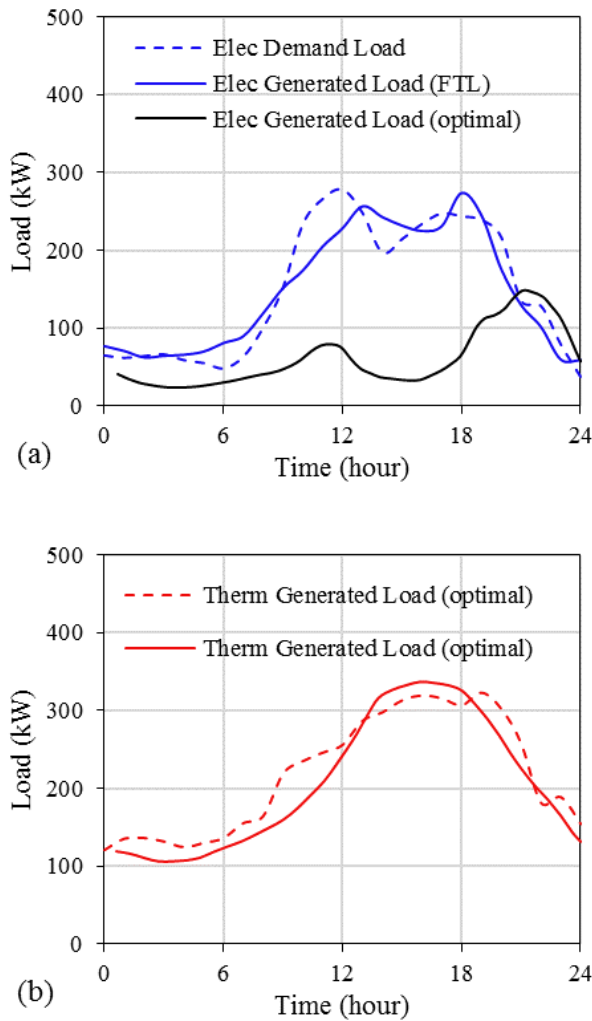 500
Elec Demand Load
Elec Generated Load (FTL)
400
Elec Generated Load (optimal)
300
Load (kW)
200
100
0
0 6 12 18 24
(a)
Time (hour)
500
Therm Generated Load (optimal)
400
Therm Generated Load (optimal)
300
Load (kW)
200
100
0
0 6 12 18 24
(b)
Time (hour)